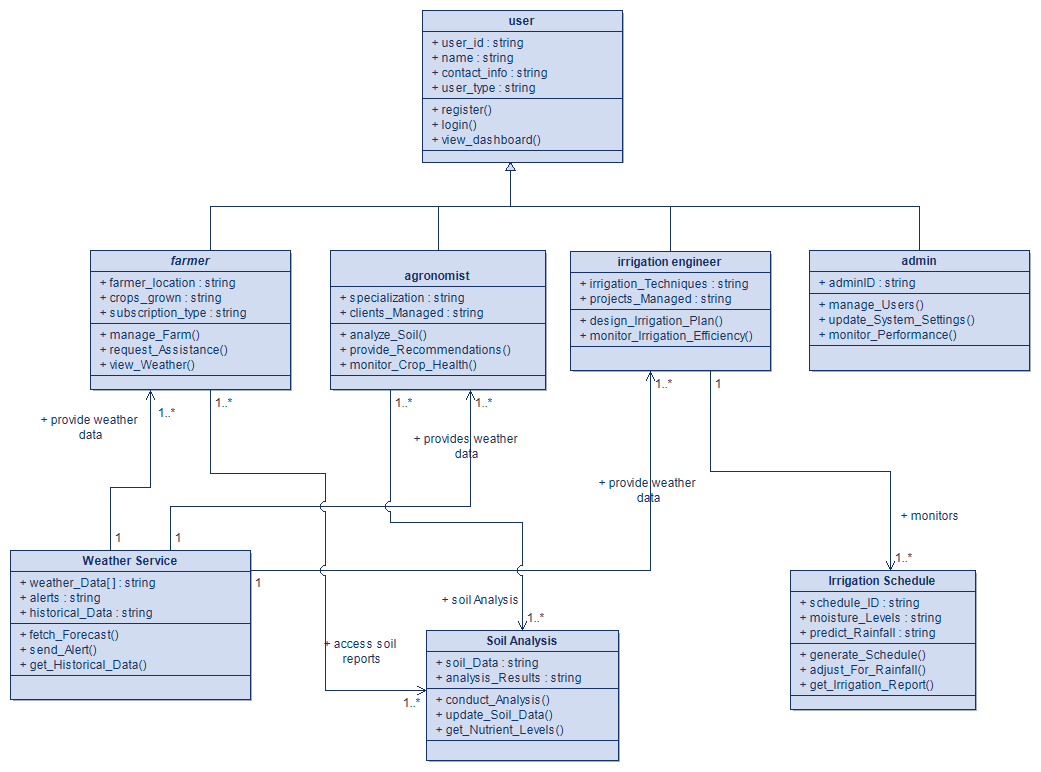 user
+ user_id : string
+ name : string
+ contact_info : string
+ user_type : string
+ register()
+ login()
+ view_dashboard()
farmer
+ farmer_location : string
+ crops_grown : string
+ subscription_type : string
+ manage_Farm()
+ request_Assistance()
+ view_Weather()
agronomist
+ specialization : string
+ clients_Managed : string
+ analyze_Soil()
+ provide_Recommendations()
+ monitor_Crop_Health()
irrigation engineer
+ irrigation_Techniques : string
+ projects_Managed : string
+ design_Irrigation_Plan()
+ monitor_Irrigation_Efficiency()
admin
+ adminID : string
+ manage_Users()
+ update_System_Settings()
+ monitor_Performance()
1..*
1..*
1..*
1..*
1..*
1
+ provide weather
data
+ provides weather
data
+ provide weather
data
+ monitors
1
1
1
1..*
Weather Service
+ weather_Data[ ] : string
+ alerts : string
+ historical_Data : string
+ fetch_Forecast()
+ send_Alert()
+ get_Historical_Data()
+ access soil
reports
1..*
+ soil Analysis
1..*
Soil Analysis
+ soil_Data : string
+ analysis_Results : string
+ conduct_Analysis()
+ update_Soil_Data()
+ get_Nutrient_Levels()
Irrigation Schedule
+ schedule_ID : string
+ moisture_Levels : string
+ predict_Rainfall : string
+ generate_Schedule()
+ adjust_For_Rainfall()
+ get_Irrigation_Report()